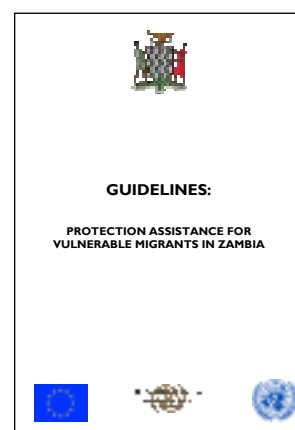 GUIDELINES:
PROTECTION ASSISTANCE FOR
VULNERABLE MIGRANTS IN ZAMBIA